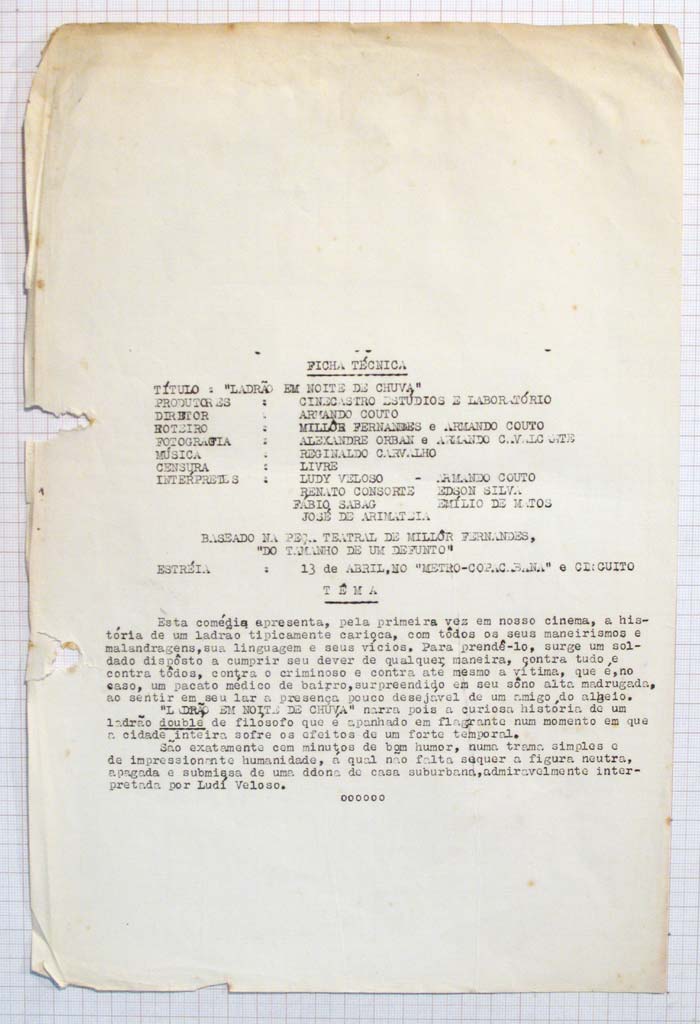 FICHA TÉCNICA
TÍTULO : "LADRÃO EM NOITE DE CHUVA"
PRODUTORES : CINECASTRO ESTÚDIOS E LABORATÓRIO
DIRETOR : ARMANDO COUTO
ROTEIRO : MILLÔR FERNANDES e ARMANDO COUTO
FOTOGRAFIA : ALEXANDRE ORBAN e ARMANDO CAVALCANTE
MÚSICA : REGINALDO CARVALHO
CENSURA : LIVRE
INTERPRETES : LUDY VELOSO - ARMANDO COUTO
RENATO CONSORTE EDSON SILVA
FÁBIO SABAG EMÍLIO DE MATOS
JOSÉ DE ARIMATÉIA
BASEADO NA PEÇA TEATRAL DE MILLÔR FERNANDES,
"DO TAMANHO DE UM DEFUNTO"
ESTRÉIA : 13 de ABRIL,NO "METRO-COPACABANA" e CIRCUITO
T Ê M A
Esta comédia apresenta, pela primeira vez em nosso cinema, a his-
tória de um ladrão tipicamente carioca, com tôdos os seus maneirismos e
malandragens,sua linguagem e seus vícios. Para prendê-lo, surge um sol-
dado dispôsto a cumprir seu dever de qualquer maneira, contra tudo e
contra tôdos, contra o criminoso e contra até mesmo a vítima, que é,no
caso, um pacato médico de bairro,surpreendido em seu sôno alta madrugada,
ao sentir em seu lar a presença pouco desejável de um amigo do alheio.
"LADRÃO EM NOITE DE CHUVA" narra pois a curiosa história de um
ladrão double de filósofo que é apanhado em flagrante num momento em que
a cidade inteira sofre os efeitos de um forte temporal.
São exatamente cem minutos de bom humor, numa trama simples e
de impressionante humanidade, à qual não falta sequer a figura neutra,
apagada e submissa de uma ddona de casa suburbana,admiravelmente inter-
pretada por Ludí Veloso.
oooooo